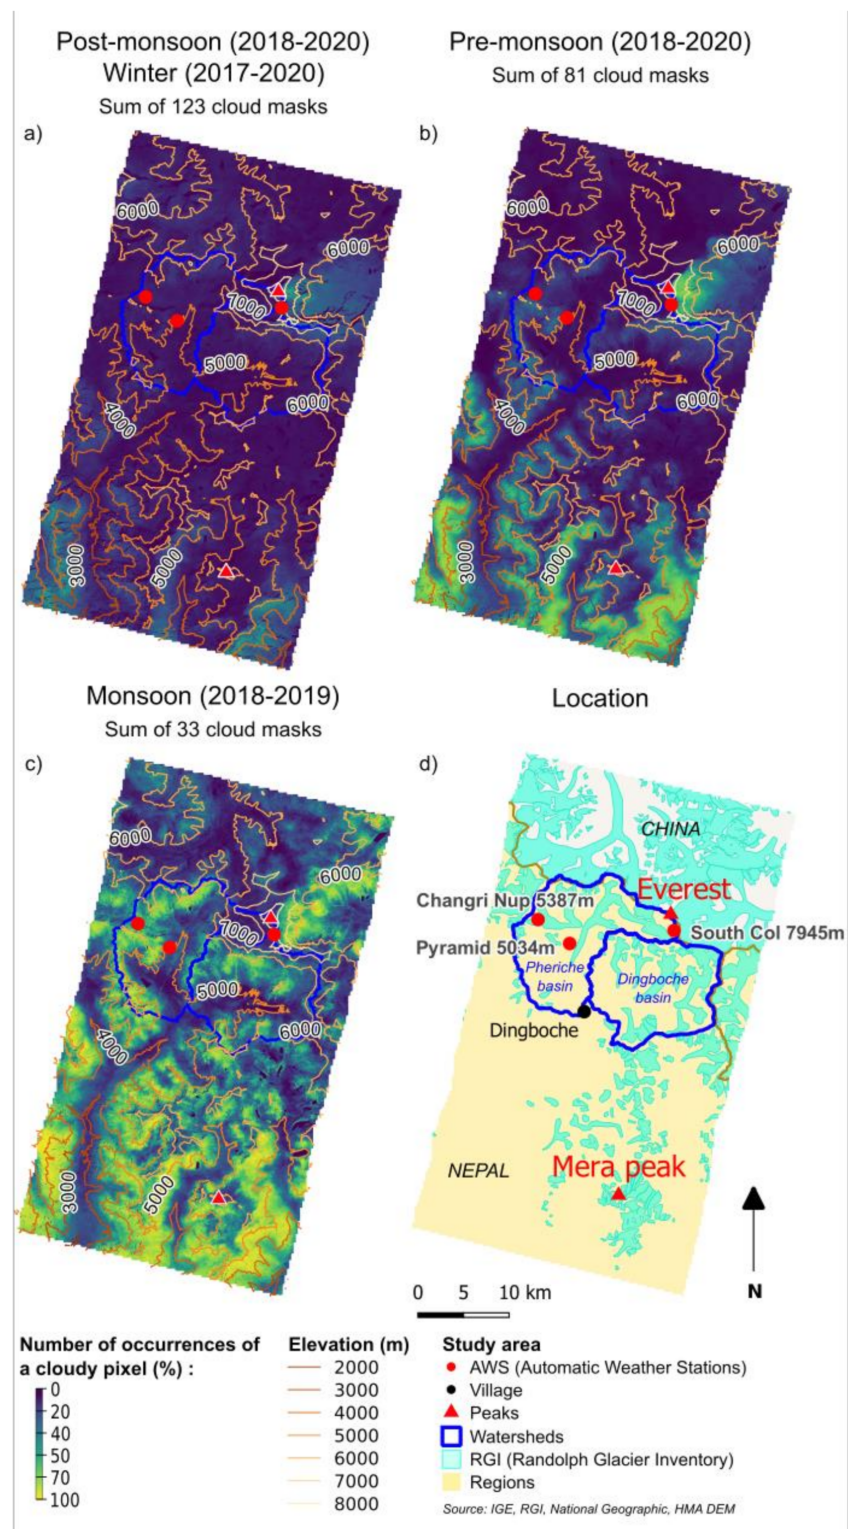 Post-monsoon (2018-2020)
Winter (2017-2020)
Sum of 123 cloud masks
Pre-monsoon (2018-2020)
Sum of 81 cloud masks
a)
6000
6000
7000
5000
4000
6000
3000
5000
b)
6000
6000
7000
5000
4000
6000
3000
5000
Monsoon (2018-2019)
Sum of 33 cloud masks
Location
c)
6000
6000
7000
5000
4000
6000
3000
5000
d)
CHINA
Everest
Changri Nup 5387m
South Col 7945m
Pyramid 5034m
Pheriche
basin
Dingboche
basin
Dingboche
NEPAL
Mera peak
0 5 10 km
N
Number of occurrences of
a cloudy pixel (%) :
0
20
50
70
100
Elevation (m)
2000
3000
4000
5000
6000
7000
8000
Study area
AWS (Automatic Weather Stations)
Village
Peaks
Watersheds
RGI (Randolph Glacier Inventory)
Regions
Source: IGE, RGI, National Geographic, HMA DEM